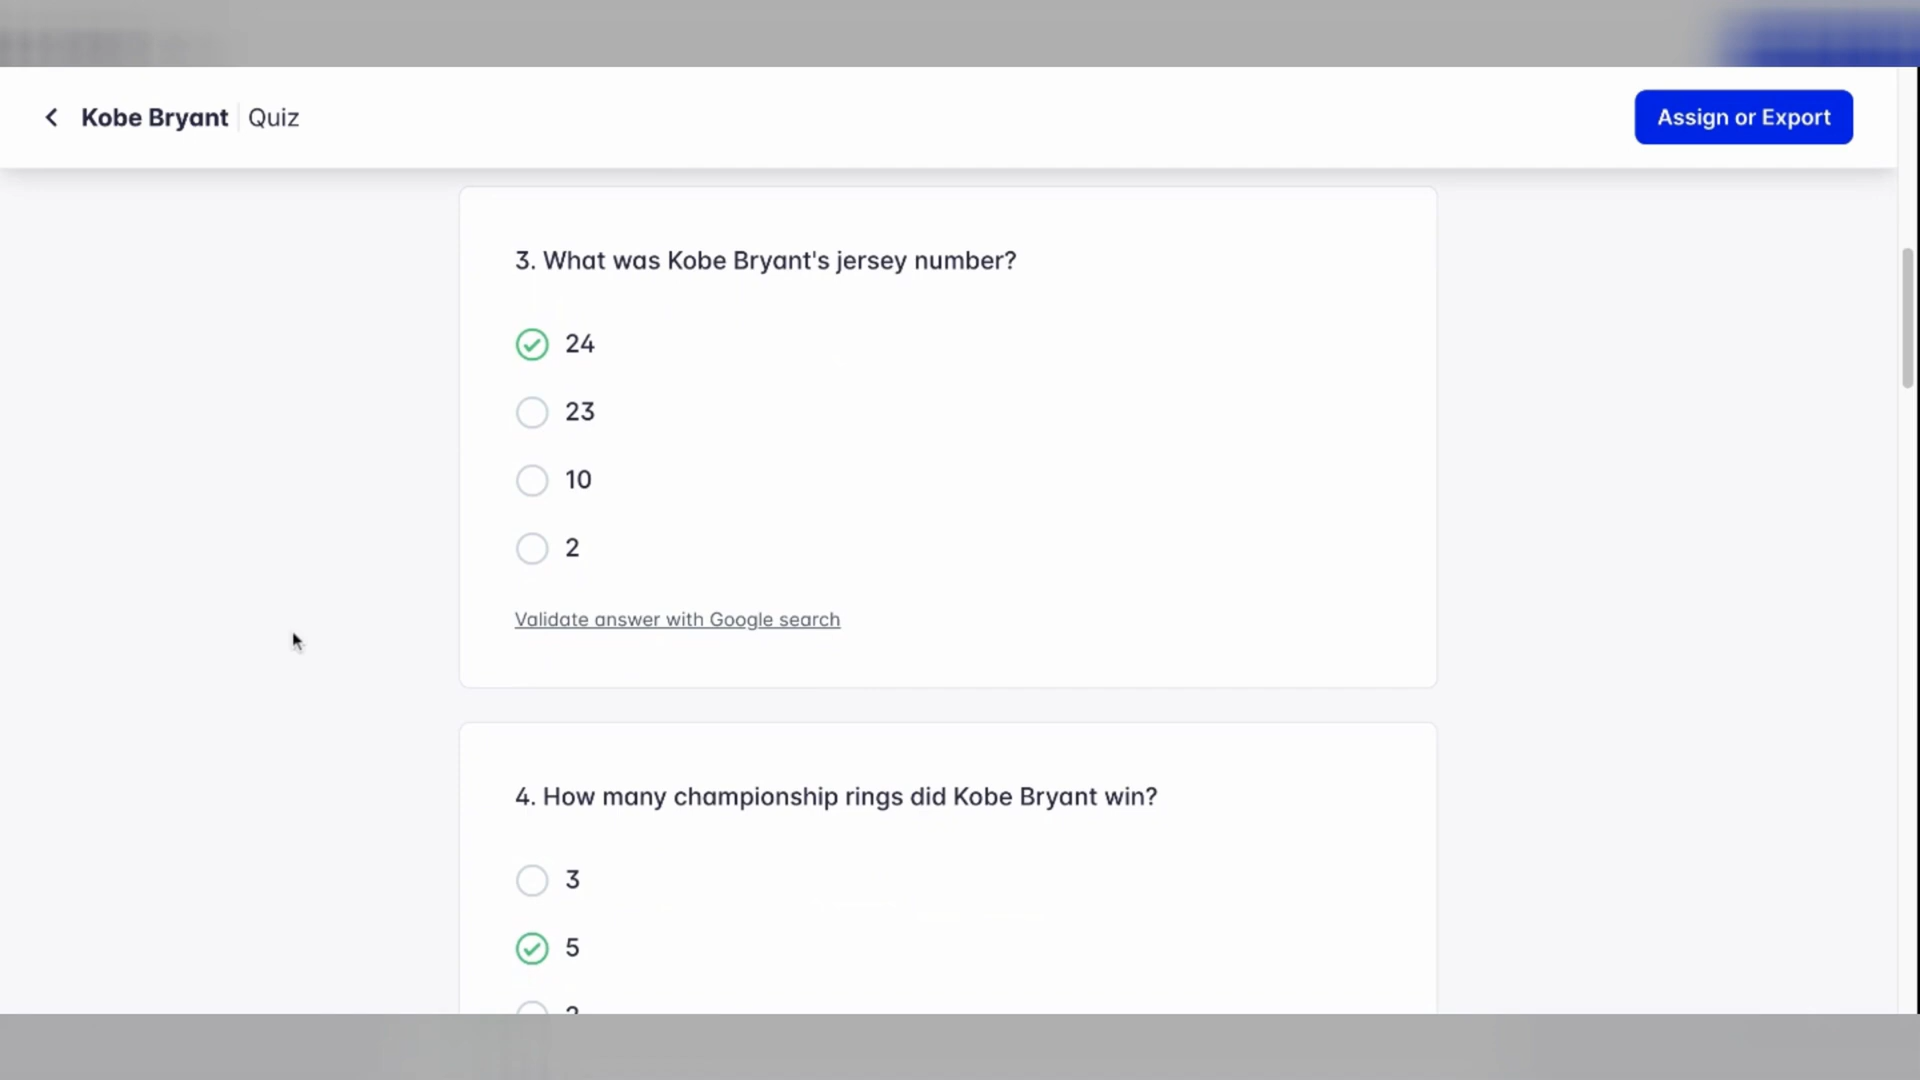 Kobe Bryant Quiz
Assign or Export
3. What was Kobe Bryant's jersey number?
24
23
10
2
Validate answer with Google search
4. How many championship rings did Kobe Bryant win?
3
5